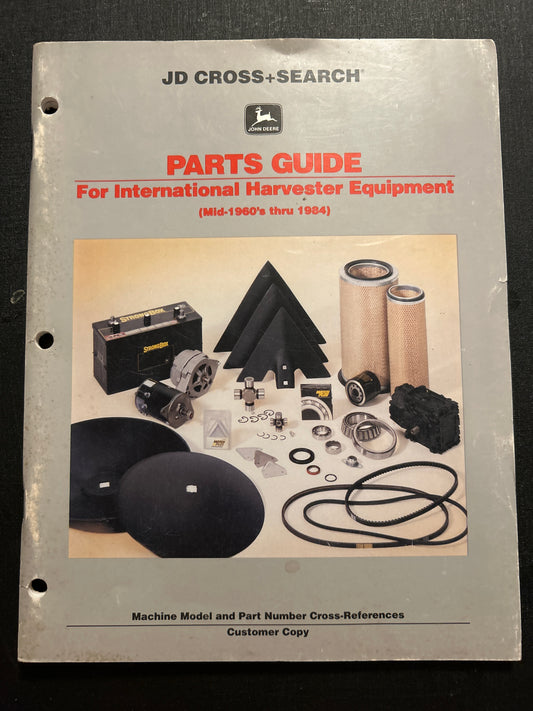 JD CROSS+SEARCH®
JOHN DEERE
PARTS GUIDE
For International Harvester Equipment
(Mid-1960's thru 1984)
STRONGBOX
STRONGBOX
Machine Model and Part Number Cross-References
Customer Copy